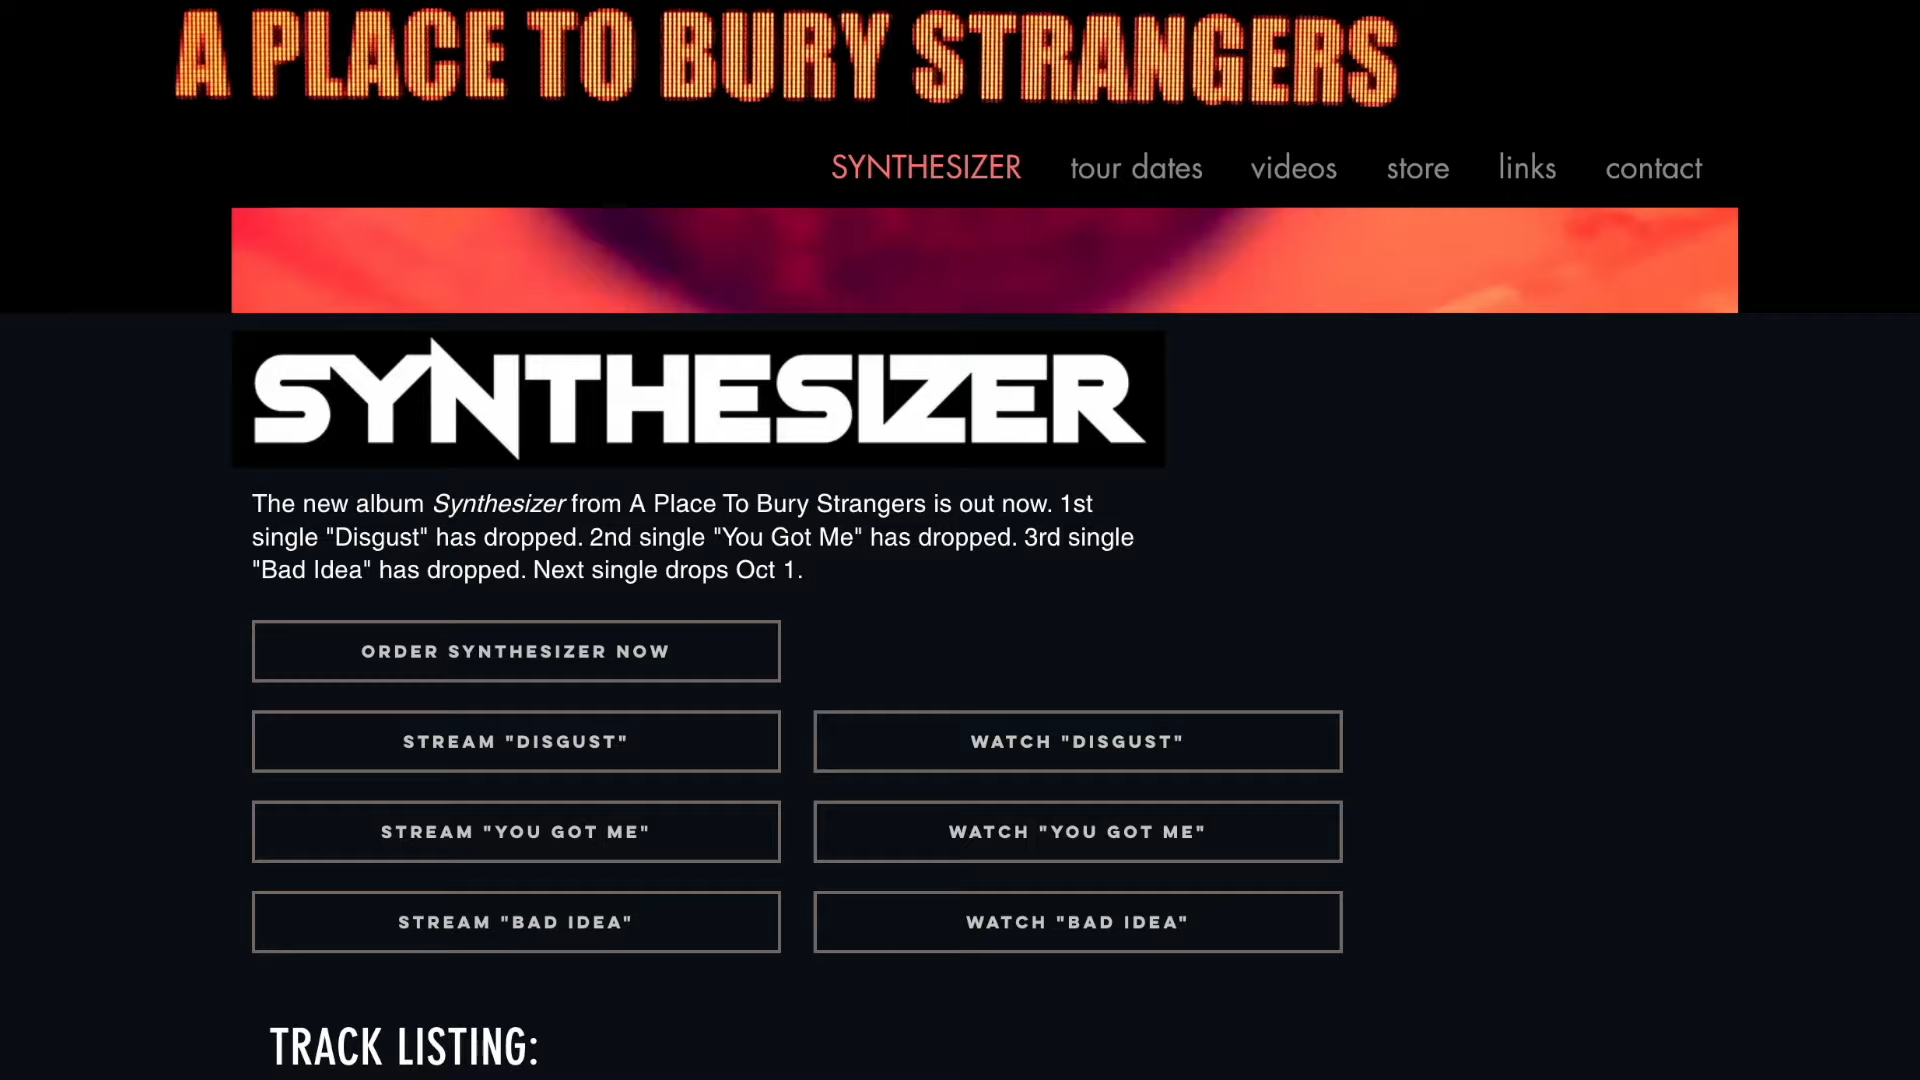 A PLACE TO BURY STRANGERS
SYNTHESIZER tour dates videos store links contact
SYNTHESIZER
The new album Synthesizer from A Place To Bury Strangers is out now. 1st
single "Disgust" has dropped. 2nd single "You Got Me" has dropped. 3rd single
"Bad Idea" has dropped. Next single drops Oct 1.
ORDER SYNTHESIZER NOW
STREAM "DISGUST" WATCH "DISGUST"
STREAM "YOU GOT ME" WATCH "YOU GOT ME"
STREAM "BAD IDEA" WATCH "BAD IDEA"
TRACK LISTING: